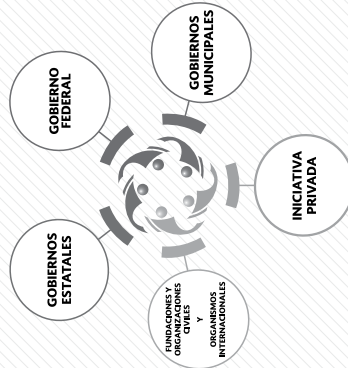 GOBIERNO
FEDERAL
GOBIERNOS
MUNICIPALES
INICIATIVA
PRIVADA
FUNDACIONES Y
ORGANIZACIONES
CIVILES
Y
ORGANISMOS
INTERNACIONALES
GOBIERNOS
ESTATALES